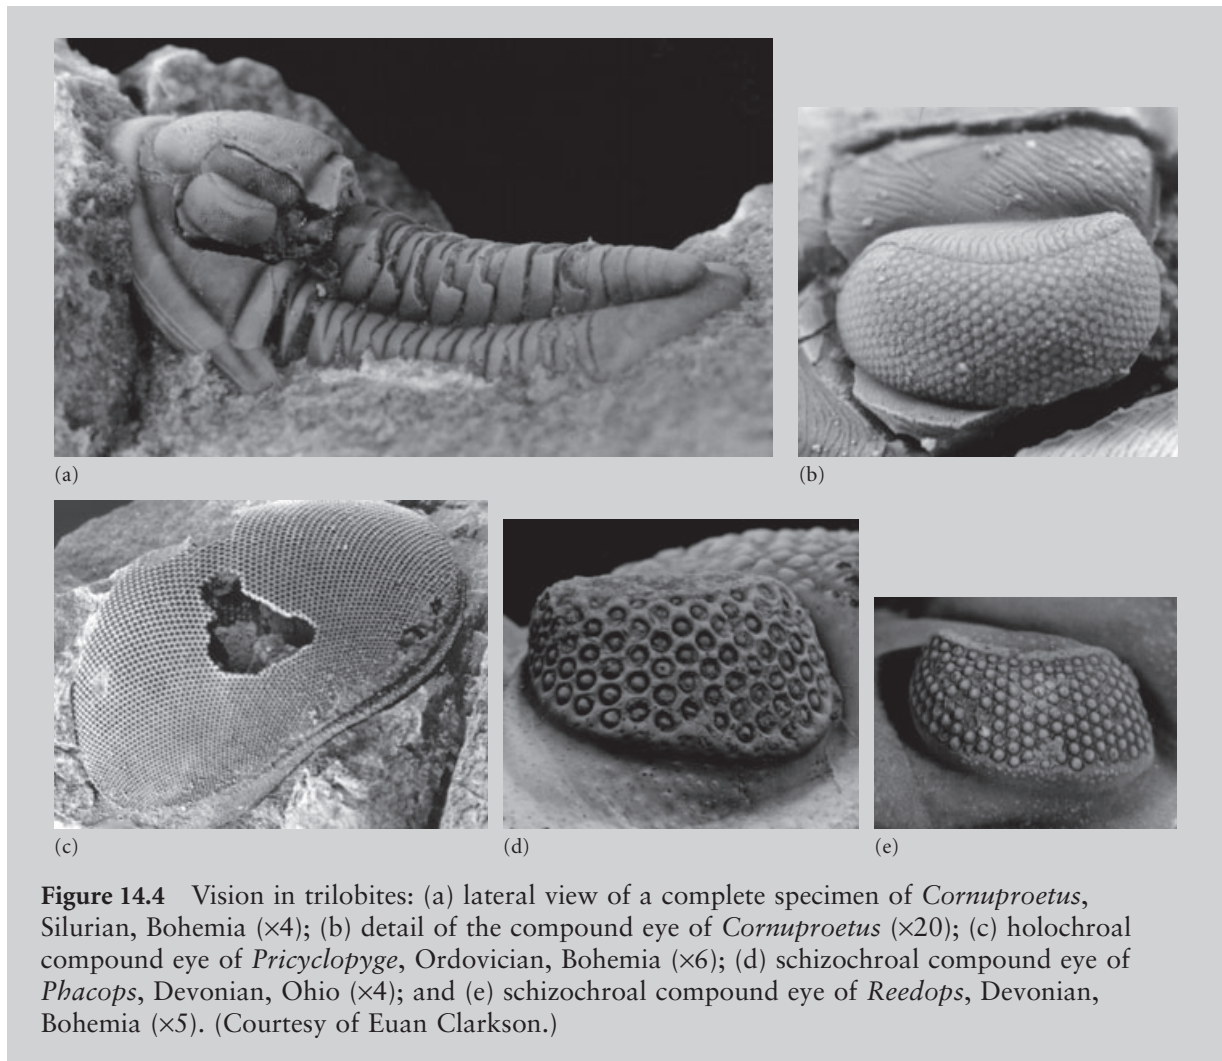 (a)
(b)
(c)
(d)
(e)
Figure 14.4 Vision in trilobites: (a) lateral view of a complete specimen of Cornuproetus,
Silurian, Bohemia (×4); (b) detail of the compound eye of Cornuproetus (×20); (c) holochroal
compound eye of Pricyclopyge, Ordovician, Bohemia (×6); (d) schizochroal compound eye of
Phacops, Devonian, Ohio (×4); and (e) schizochroal compound eye of Reedops, Devonian,
Bohemia (×5). (Courtesy of Euan Clarkson.)